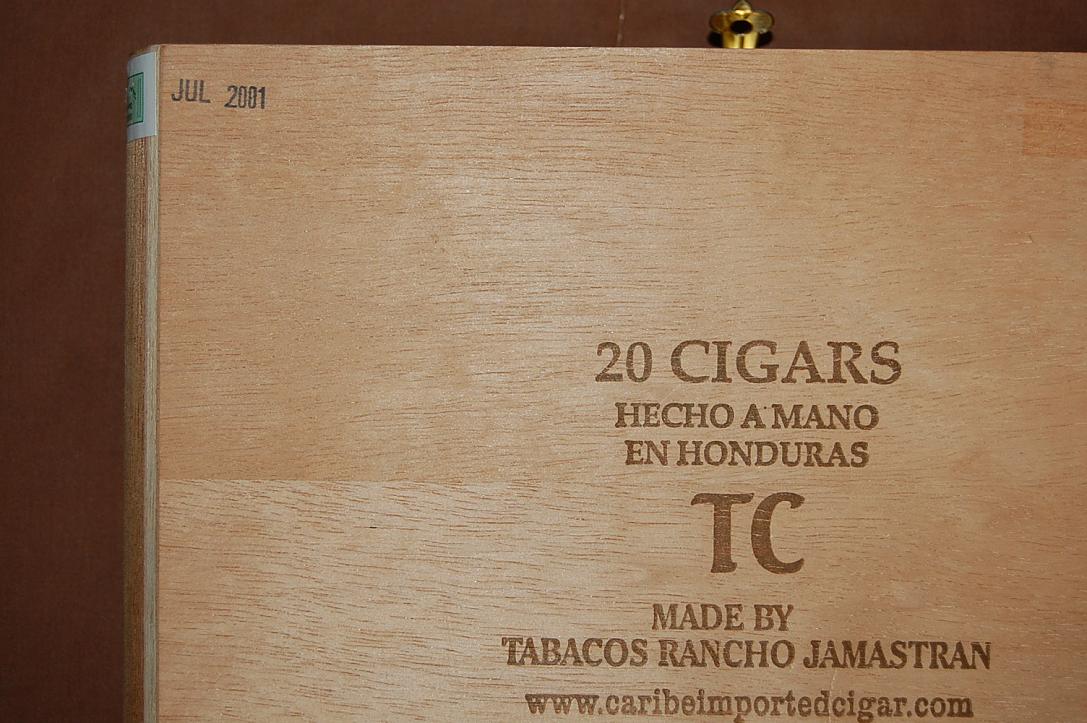 JUL 2001
20 CIGARS
HECHO A MANO
EN HONDURAS
TC
MADE BY
TABACOS RANCHO JAMASTRAN
www.caribeimportedcigar.com